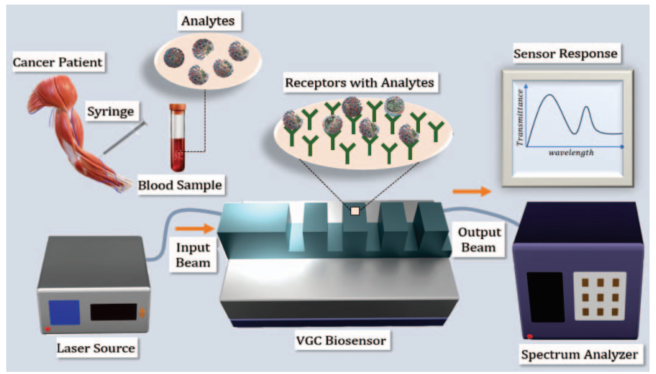 Analytes
Cancer Patient
Syringe
Blood Sample
Receptors with Analytes
Sensor Response
Transmittance
wavelength
Input
Beam
Output
Beam
Laser Source
VGC Biosensor
Spectrum Analyzer